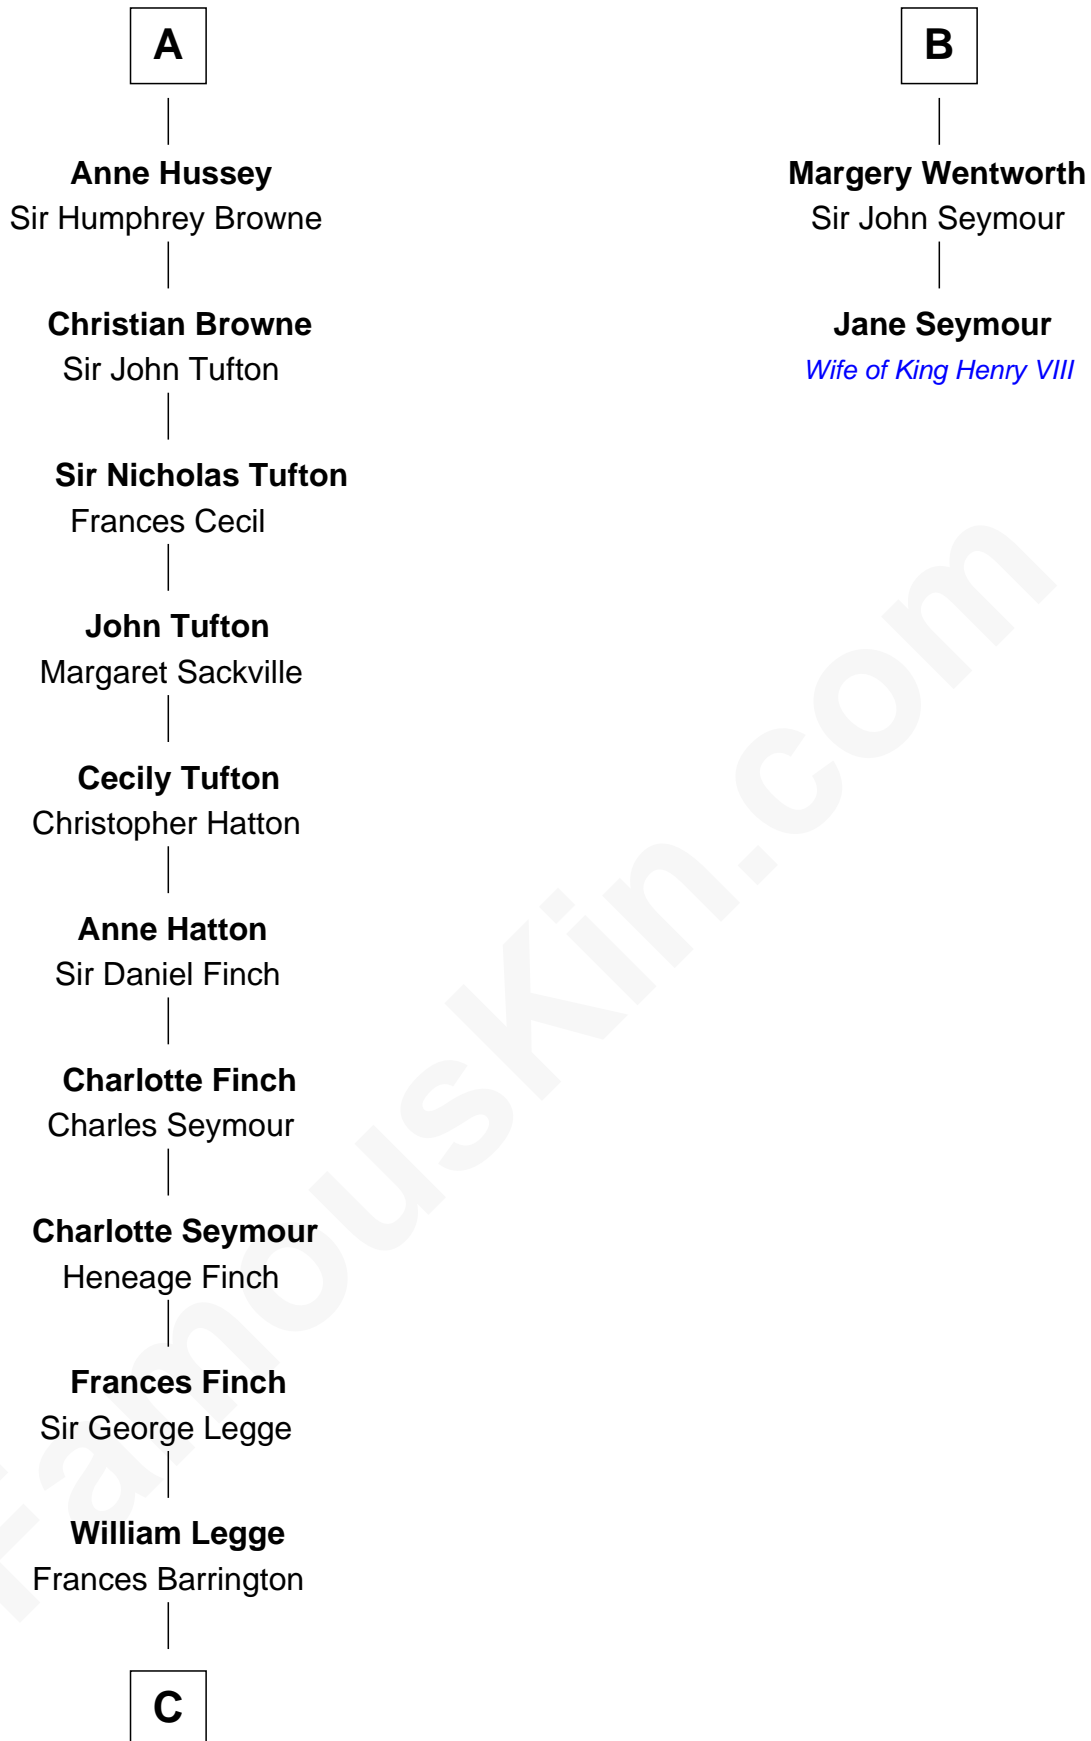 A
Anne Hussey
Sir Humphrey Browne
Christian Browne
Sir John Tufton
Sir Nicholas Tufton
Frances Cecil
John Tufton
Margaret Sackville
Cecily Tufton
Christopher Hatton
Anne Hatton
Sir Daniel Finch
Charlotte Finch
Charles Seymour
Charlotte Seymour
Heneage Finch
Frances Finch
Sir George Legge
William Legge
Frances Barrington
C
B
Margery Wentworth
Sir John Seymour
Jane Seymour
Wife of King Henry VIII
FamousKin.com